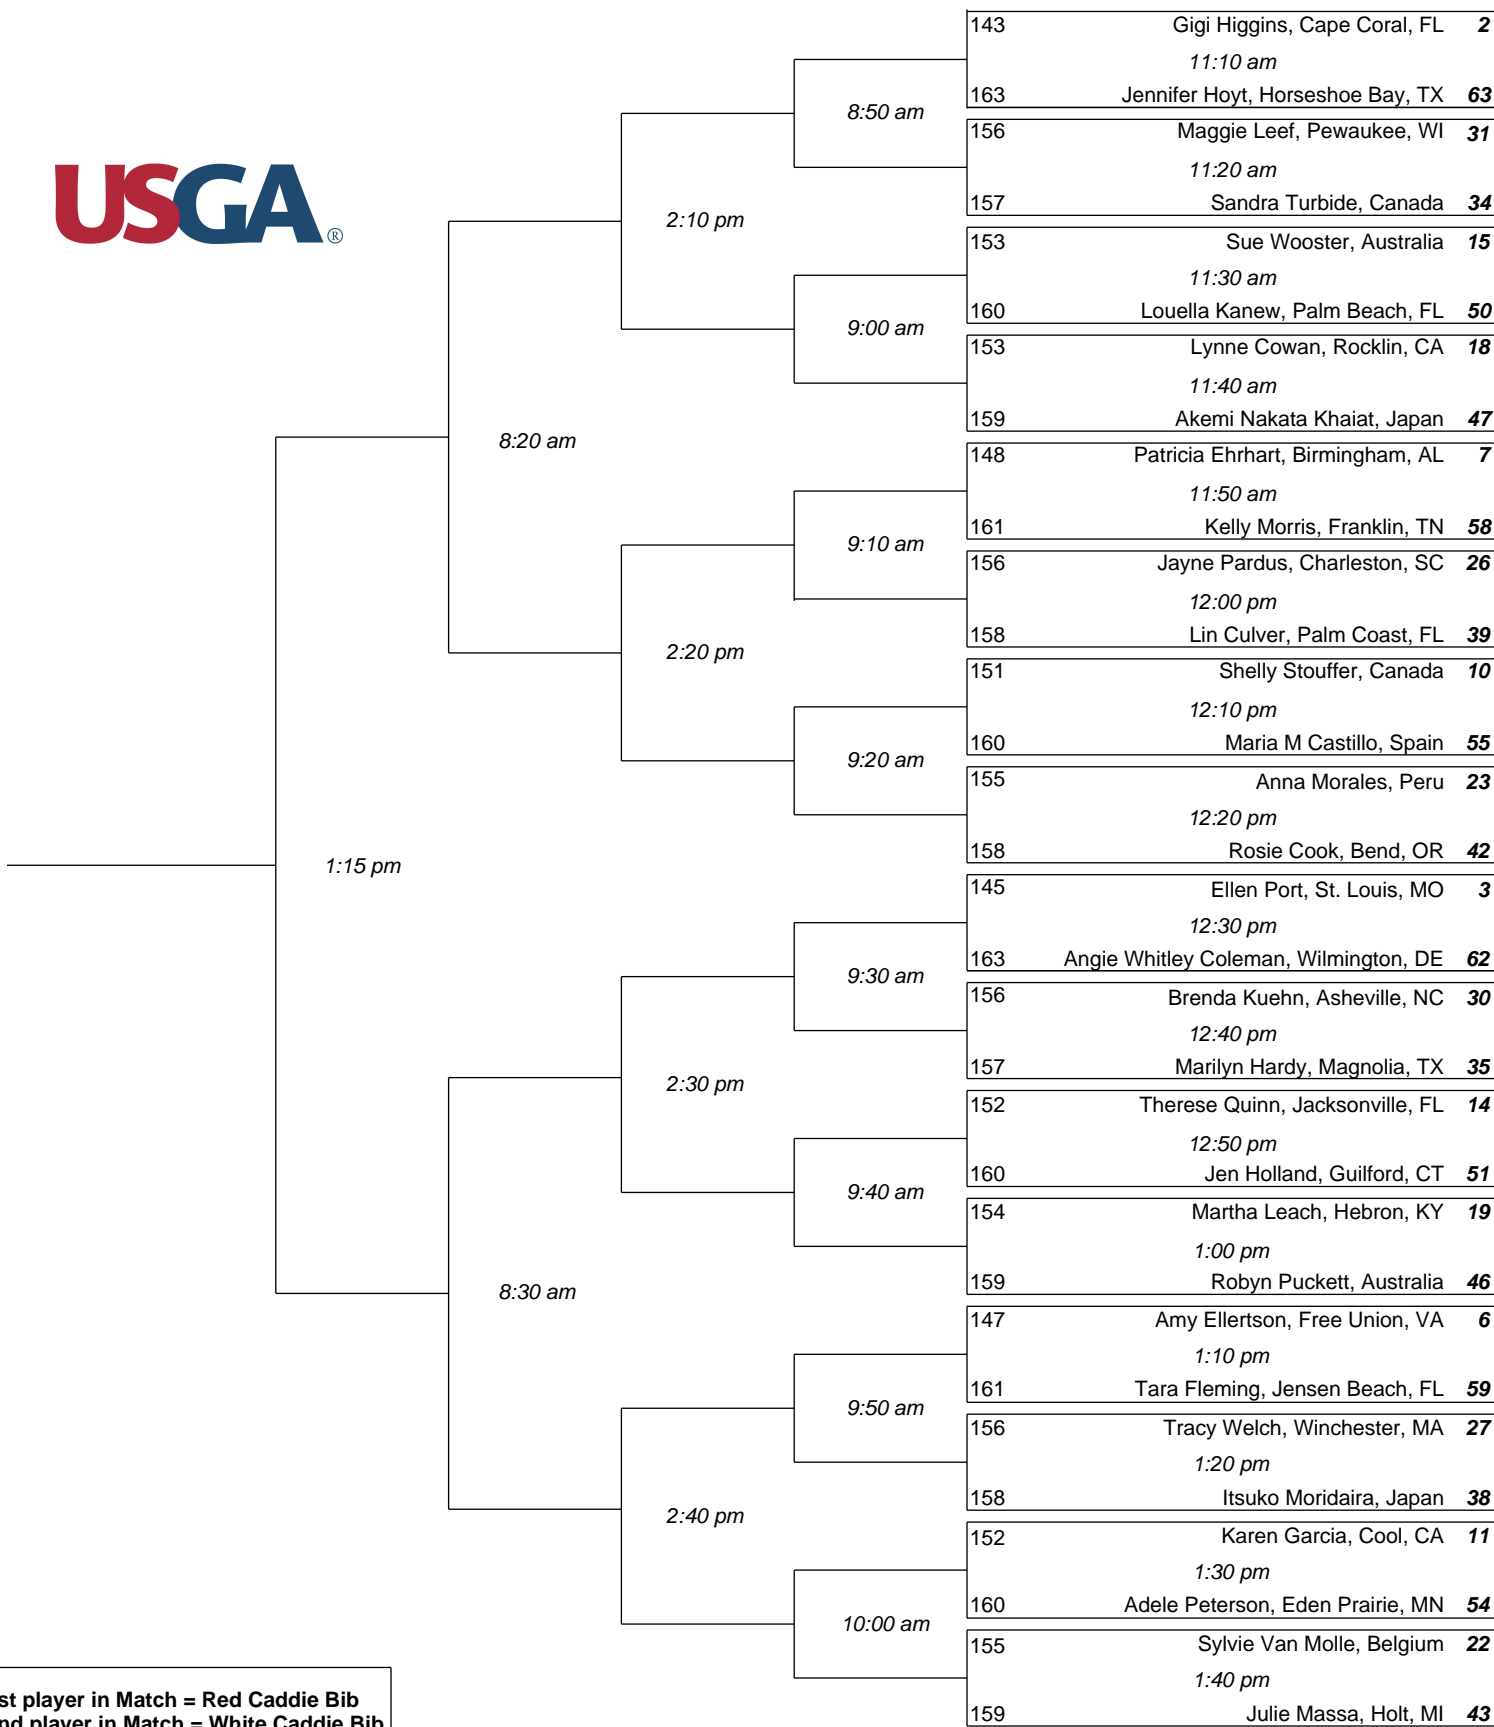 143 Gigi Higgins, Cape Coral, FL 2
11:10 am
163 Jennifer Hoyt, Horseshoe Bay, TX 63
8:50 am
156 Maggie Leef, Pewaukee, WI 31
11:20 am
157 Sandra Turbide, Canada 34
USGA®
2:10 pm
153 Sue Wooster, Australia 15
11:30 am
160 Louella Kanew, Palm Beach, FL 50
9:00 am
153 Lynne Cowan, Rocklin, CA 18
11:40 am
159 Akemi Nakata Khaiat, Japan 47
8:20 am
148 Patricia Ehrhart, Birmingham, AL 7
11:50 am
161 Kelly Morris, Franklin, TN 58
9:10 am
156 Jayne Pardus, Charleston, SC 26
12:00 pm
158 Lin Culver, Palm Coast, FL 39
2:20 pm
151 Shelly Stouffer, Canada 10
12:10 pm
160 Maria M Castillo, Spain 55
9:20 am
155 Anna Morales, Peru 23
12:20 pm
158 Rosie Cook, Bend, OR 42
1:15 pm
145 Ellen Port, St. Louis, MO 3
12:30 pm
163 Angie Whitley Coleman, Wilmington, DE 62
9:30 am
156 Brenda Kuehn, Asheville, NC 30
12:40 pm
157 Marilyn Hardy, Magnolia, TX 35
2:30 pm
152 Therese Quinn, Jacksonville, FL 14
12:50 pm
160 Jen Holland, Guilford, CT 51
9:40 am
154 Martha Leach, Hebron, KY 19
1:00 pm
159 Robyn Puckett, Australia 46
8:30 am
147 Amy Ellertson, Free Union, VA 6
1:10 pm
161 Tara Fleming, Jensen Beach, FL 59
9:50 am
156 Tracy Welch, Winchester, MA 27
1:20 pm
158 Itsuko Moridaira, Japan 38
2:40 pm
152 Karen Garcia, Cool, CA 11
1:30 pm
160 Adele Peterson, Eden Prairie, MN 54
10:00 am
155 Sylvie Van Molle, Belgium 22
1:40 pm
159 Julie Massa, Holt, MI 43
st player in Match = Red Caddie Bib
nd player in Match = White Caddie Bib